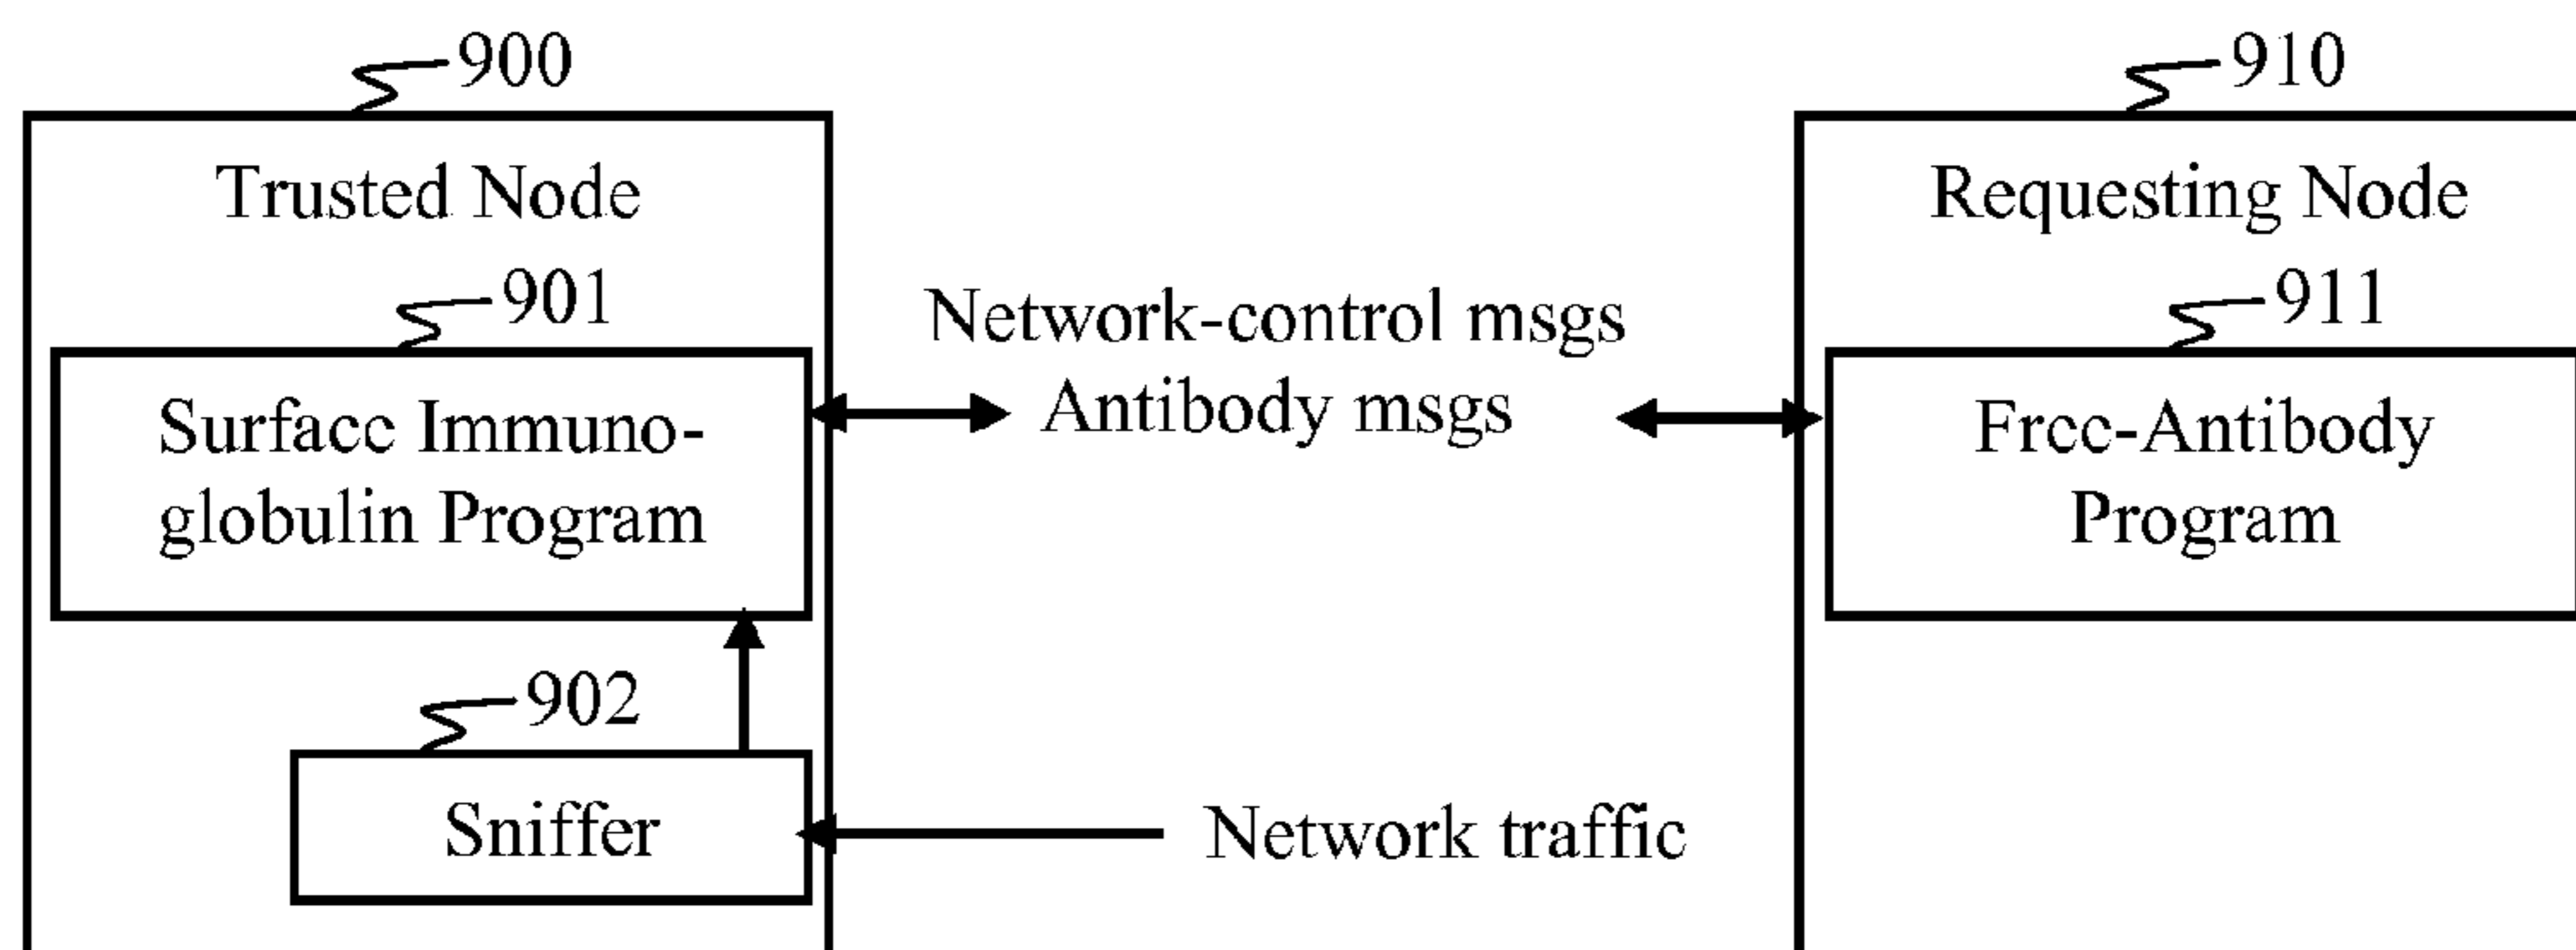 900
910
Trusted Node
Requesting Node
901
911
Network-control msgs
Antibody msgs
Surface Immuno-
globulin Program
Free-Antibody
Program
902
Sniffer
Network traffic